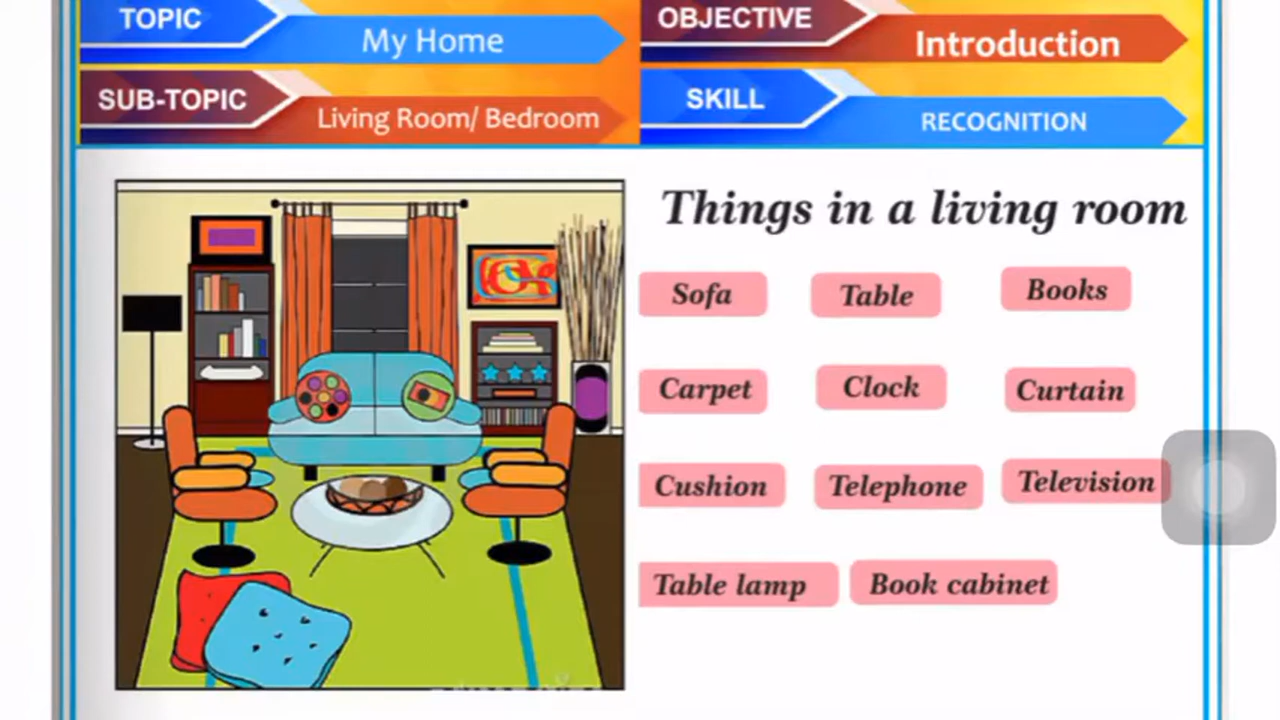 TOPIC
My Home
OBJECTIVE
Introduction
SUB-TOPIC
Living Room/ Bedroom
SKILL
RECOGNITION
Things in a living room
Sofa
Table
Books
Carpet
Clock
Curtain
Cushion
Telephone
Television
Table lamp
Book cabinet